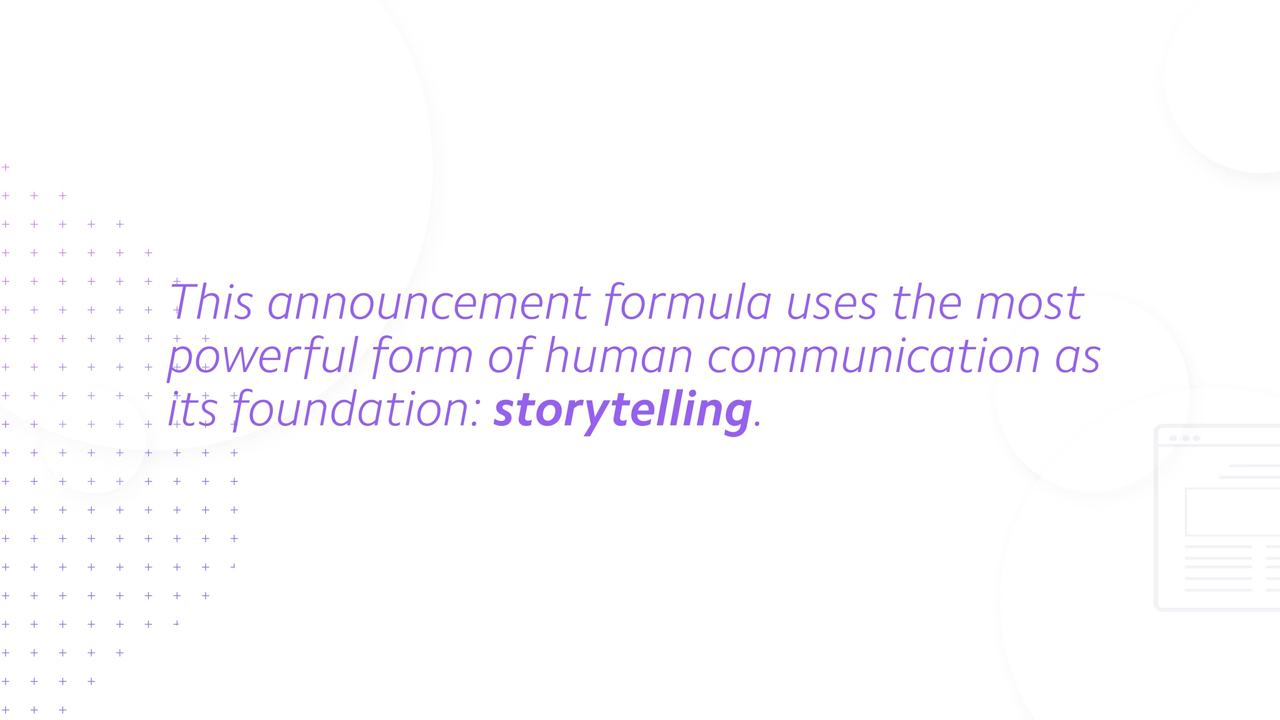 This announcement formula uses the most
powerful form of human communication as
its foundation: storytelling.